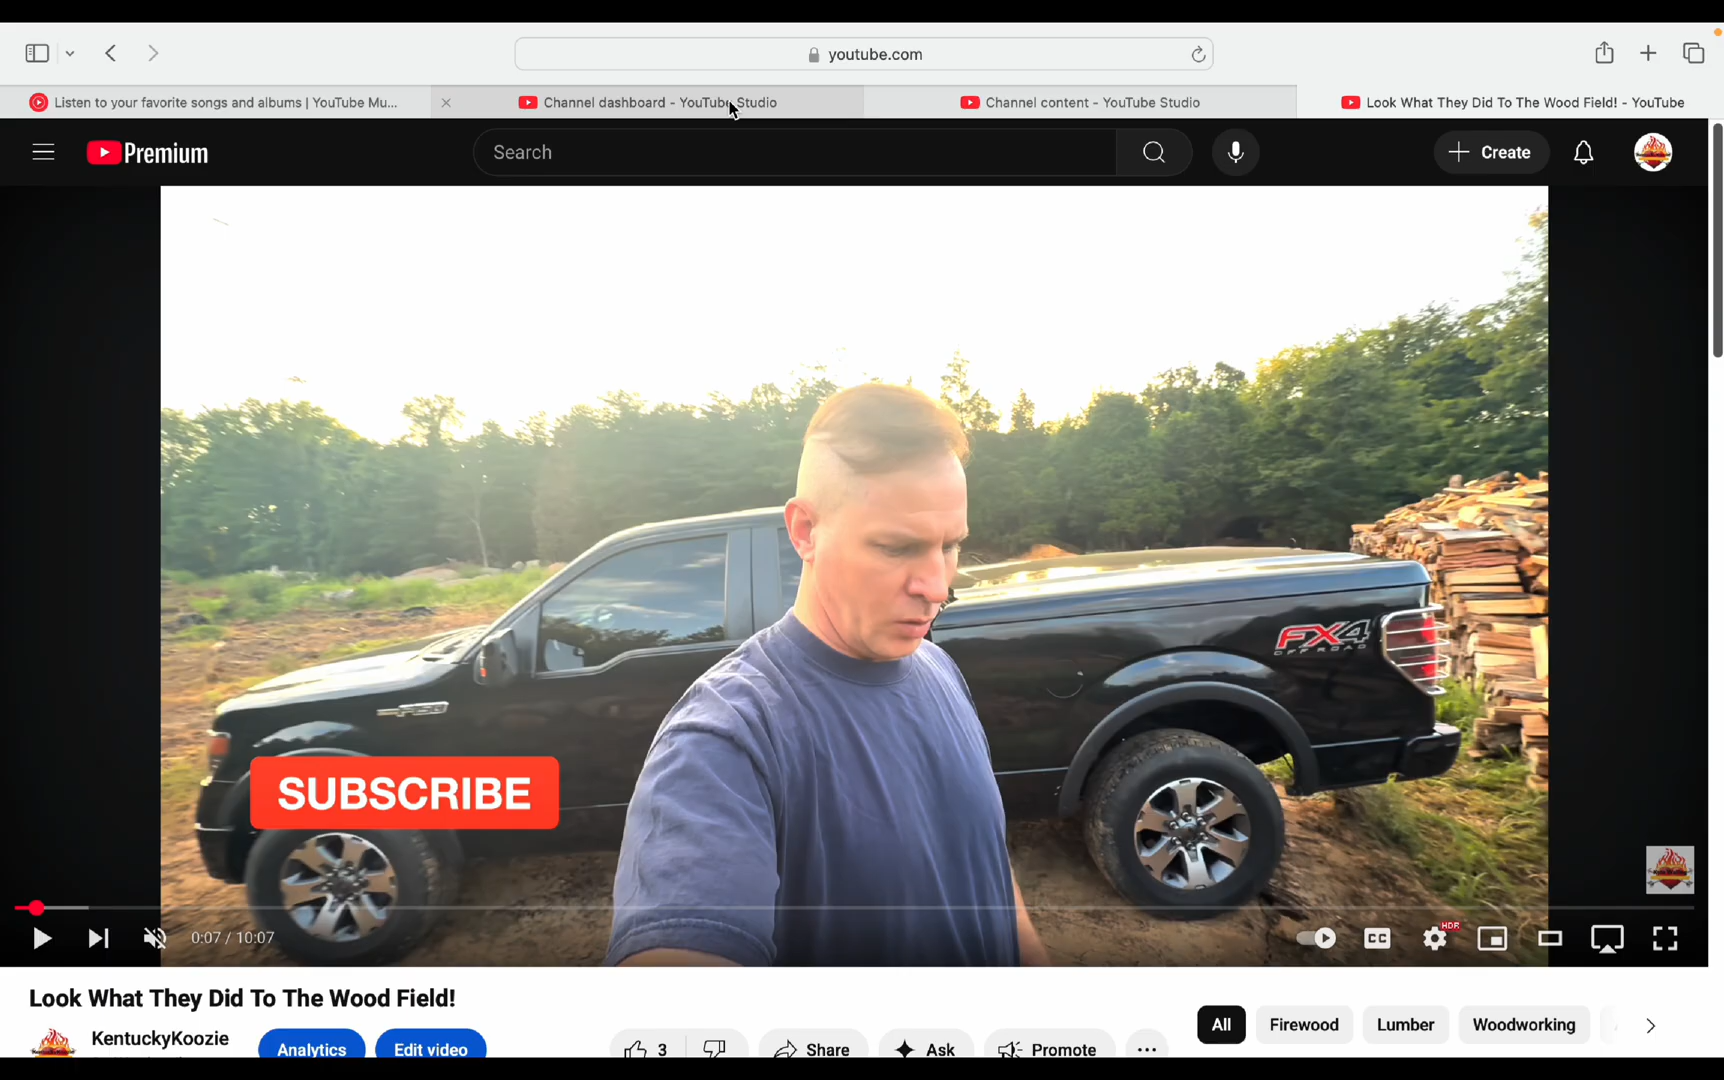 youtube.com
Listen to your favorite songs and albums | YouTube Mu...
Channel dashboard - YouTube Studio
Channel content - YouTube Studio
Look What They Did To The Wood Field! - YouTube
Premium
Search
Create
FX4
OFF ROAD
F-150
SUBSCRIBE
0:07 / 10:07
CC
HDR
Look What They Did To The Wood Field!
KentuckyKoozie
Analytics
Edit video
3
Share
Ask
Promote
All
Firewood
Lumber
Woodworking